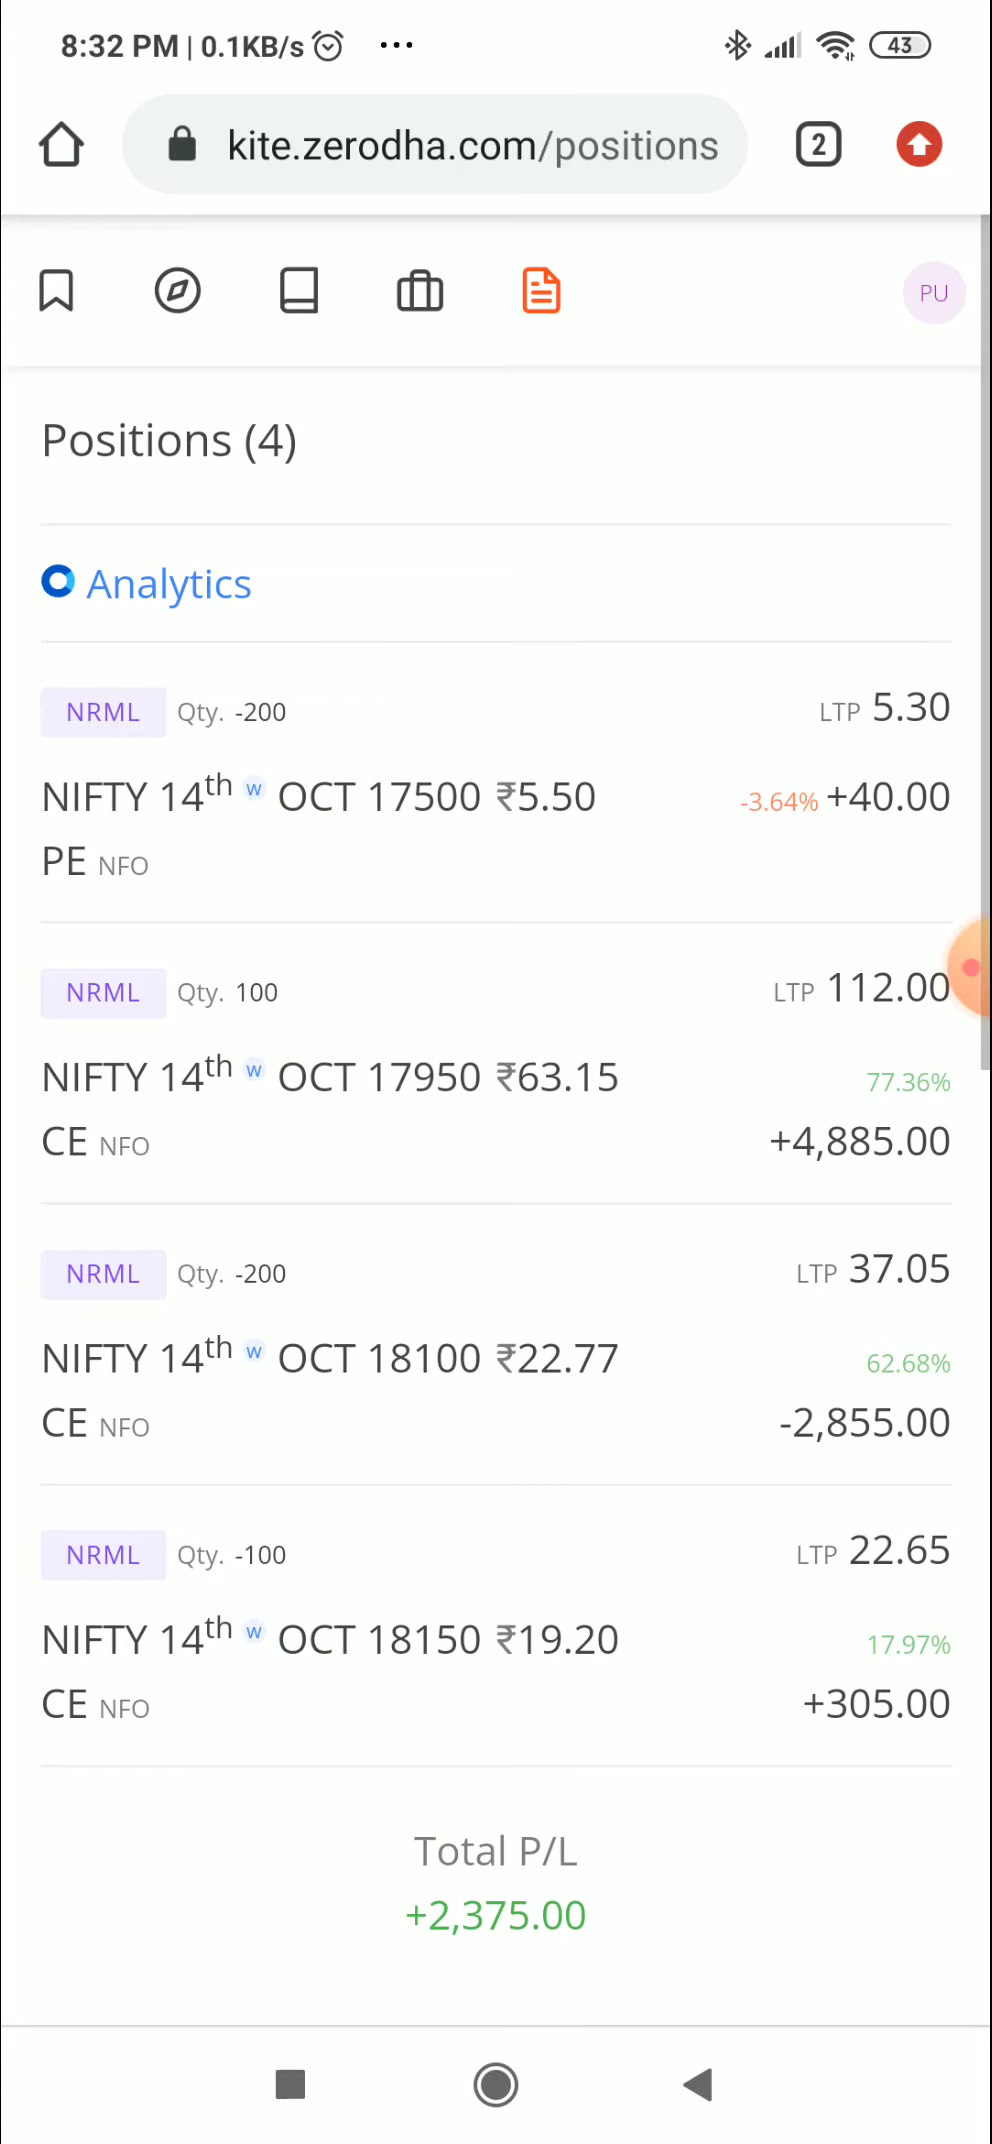 8:32 PM | 0.1KB/s ... 43
kite.zerodha.com/positions 2
PU
Positions (4)
Analytics
NRML Qty. -200 LTP 5.30
NIFTY 14th w OCT 17500 ₹5.50 -3.64% +40.00
PE NFO
NRML Qty. 100 LTP 112.00
NIFTY 14th w OCT 17950 ₹63.15 77.36%
CE NFO +4,885.00
NRML Qty. -200 LTP 37.05
NIFTY 14th w OCT 18100 ₹22.77 62.68%
CE NFO -2,855.00
NRML Qty. -100 LTP 22.65
NIFTY 14th w OCT 18150 ₹19.20 17.97%
CE NFO +305.00
Total P/L
+2,375.00